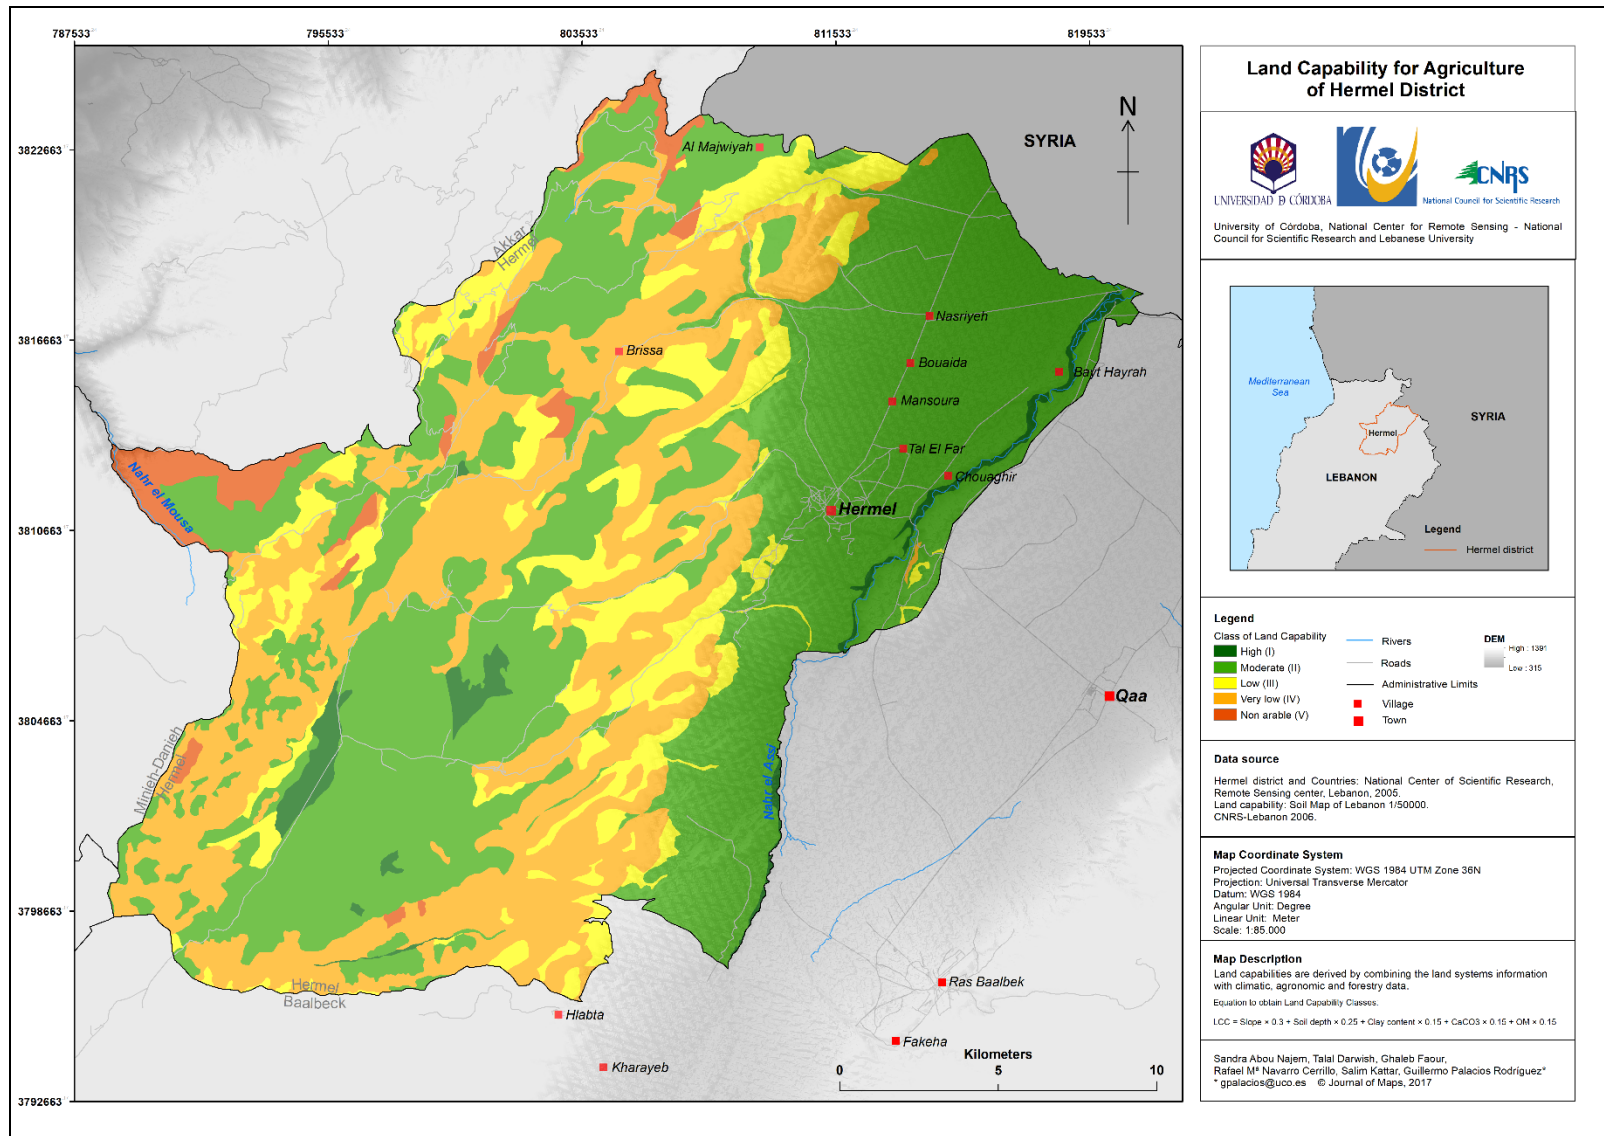 787533
795533
803533
811533
819533
3822663
3816663
3810663
3804663
3798663
3792663
N
SYRIA
Al Majwiyah
Akkar
Hermel
Nasriyeh
Brissa
Bouaida
Bayt Hayrah
Mansoura
Tal El Far
Chouaghir
Nahr el Mousa
Hermel
Qaa
Minieh-Danieh
Hermel
Nahr el Assi
Hermel
Baalbeck
Ras Baalbek
Hlabta
Fakeha
Kharayeb
Kilometers
0 5 10
Land Capability for Agriculture
of Hermel District
UNIVERSIDAD Ð CÓRDOBA
CNRS
National Council for Scientific Research
University of Córdoba, National Center for Remote Sensing - National
Council for Scientific Research and Lebanese University
Mediterranean
Sea
SYRIA
Hermel
LEBANON
Legend
Hermel district
Legend
Class of Land Capability
High (I)
Moderate (II)
Low (III)
Very low (IV)
Non arable (V)
Rivers
Roads
Administrative Limits
Village
Town
DEM
High : 1391
Low : 315
Data source
Hermel district and Countries: National Center of Scientific Research,
Remote Sensing center, Lebanon, 2005.
Land capability: Soil Map of Lebanon 1/50000.
CNRS-Lebanon 2006.
Map Coordinate System
Projected Coordinate System: WGS 1984 UTM Zone 36N
Projection: Universal Transverse Mercator
Datum: WGS 1984
Angular Unit: Degree
Linear Unit: Meter
Scale: 1:85.000
Map Description
Land capabilities are derived by combining the land systems information
with climatic, agronomic and forestry data.
Equation to obtain Land Capability Classes.
LCC = Slope × 0.3 + Soil depth × 0.25 + Clay content × 0.15 + CaCO3 × 0.15 + OM × 0.15
Sandra Abou Najem, Talal Darwish, Ghaleb Faour,
Rafael Mª Navarro Cerrillo, Salim Kattar, Guillermo Palacios Rodríguez*
* gpalacios@uco.es © Journal of Maps, 2017